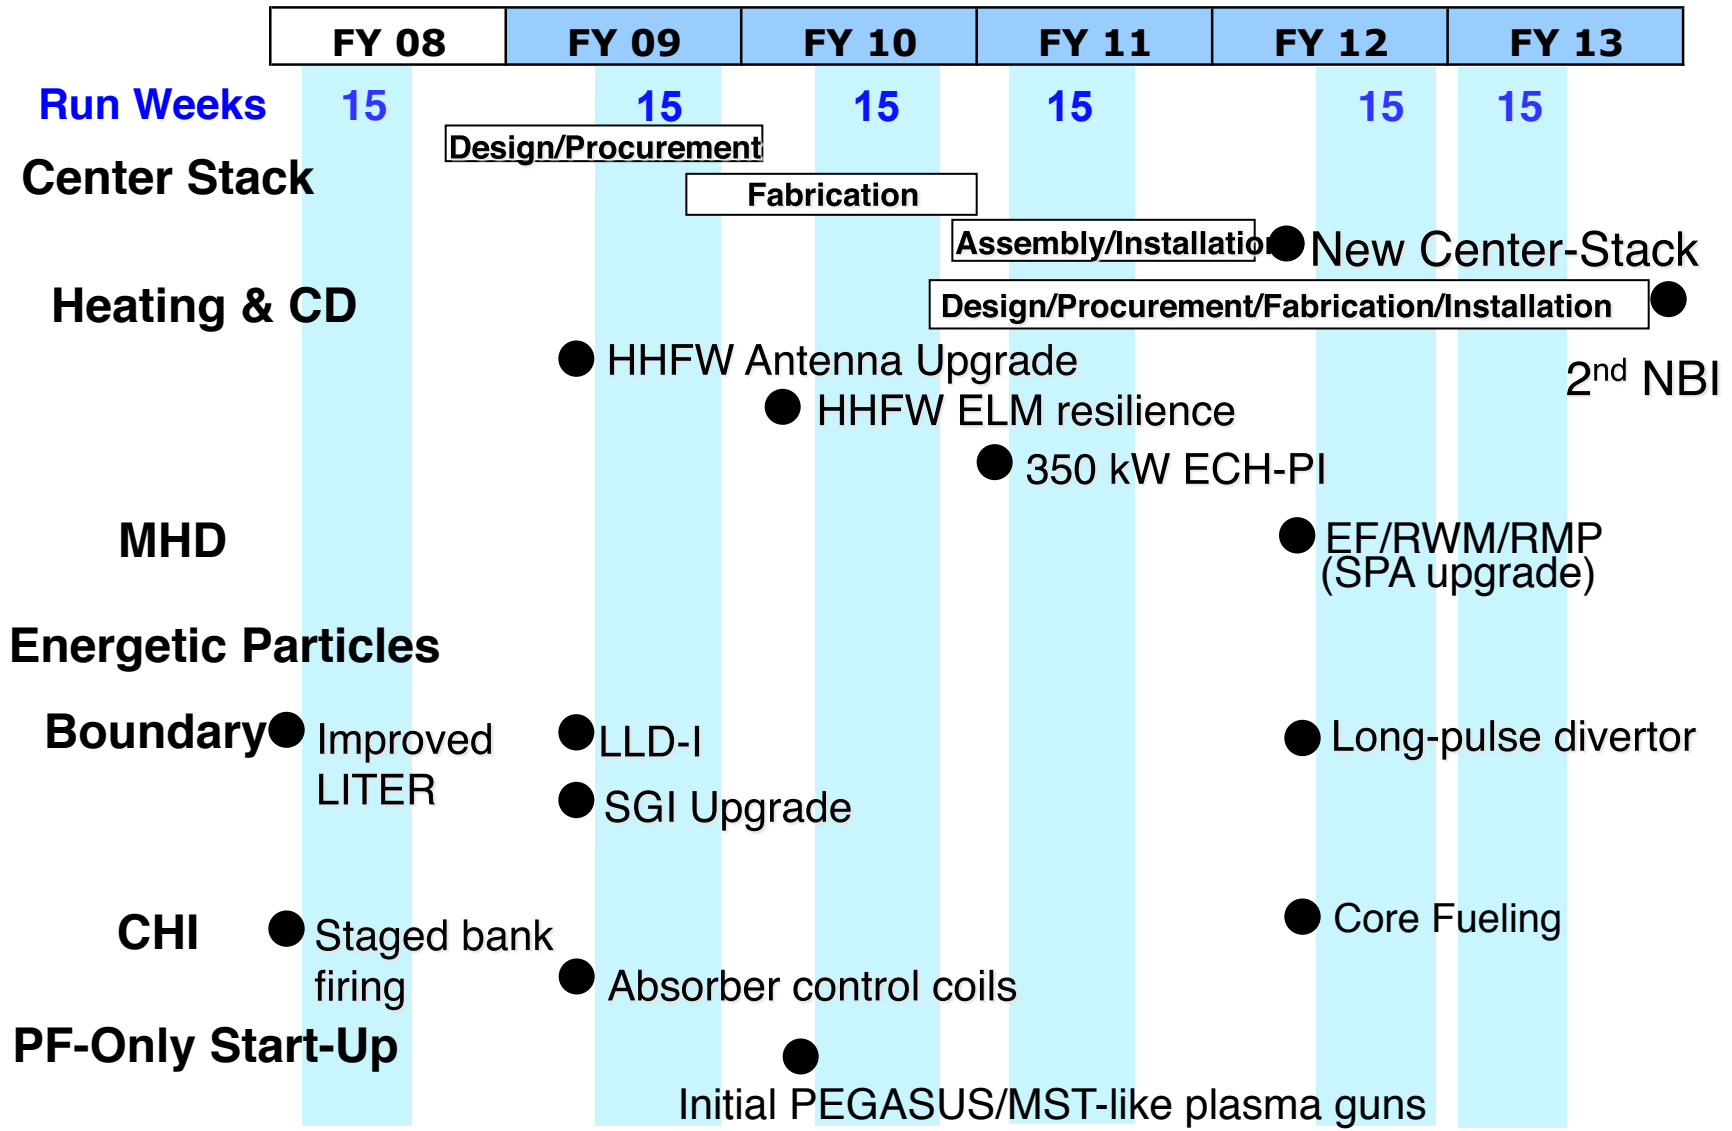 FY 08 FY 09 FY 10 FY 11 FY 12 FY 13
Run Weeks 15 15 15 15 15 15
Design/Procurement
Center Stack
Fabrication
Assembly/Installation
New Center-Stack
Heating & CD
Design/Procurement/Fabrication/Installation
HHFW Antenna Upgrade
2nd NBI
HHFW ELM resilience
350 kW ECH-PI
MHD
EF/RWM/RMP
(SPA upgrade)
Energetic Particles
Boundary
Improved
LITER
LLD-I
Long-pulse divertor
SGI Upgrade
CHI
Staged bank
firing
Core Fueling
Absorber control coils
PF-Only Start-Up
Initial PEGASUS/MST-like plasma guns